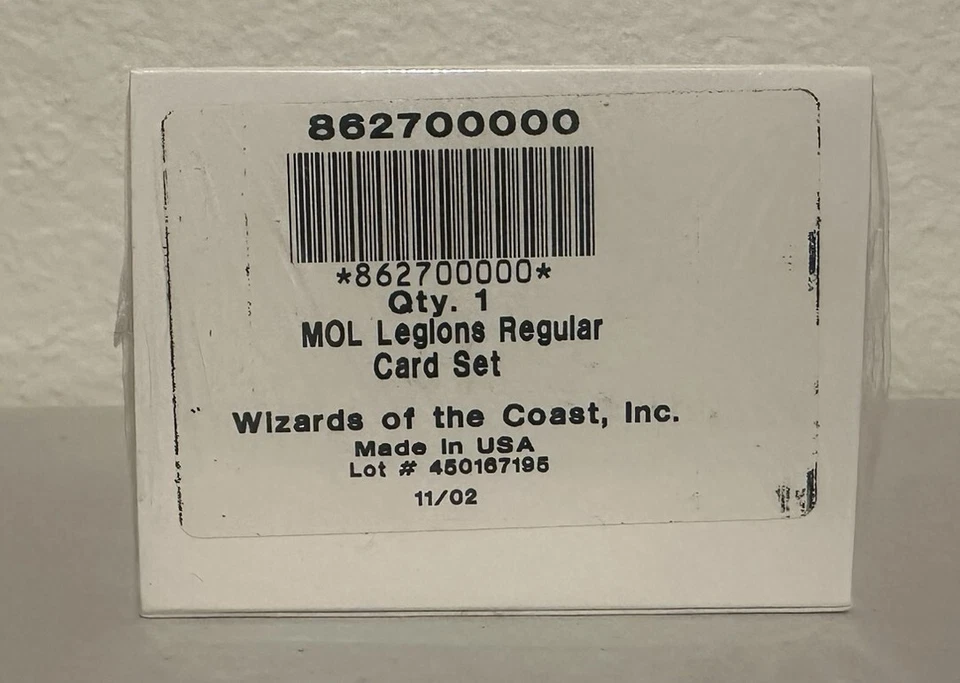 862700000
*862700000*
Qty. 1
MOL Legions Regular
Card Set
Wizards of the Coast, Inc.
Made in USA
Lot # 450167195
11/02